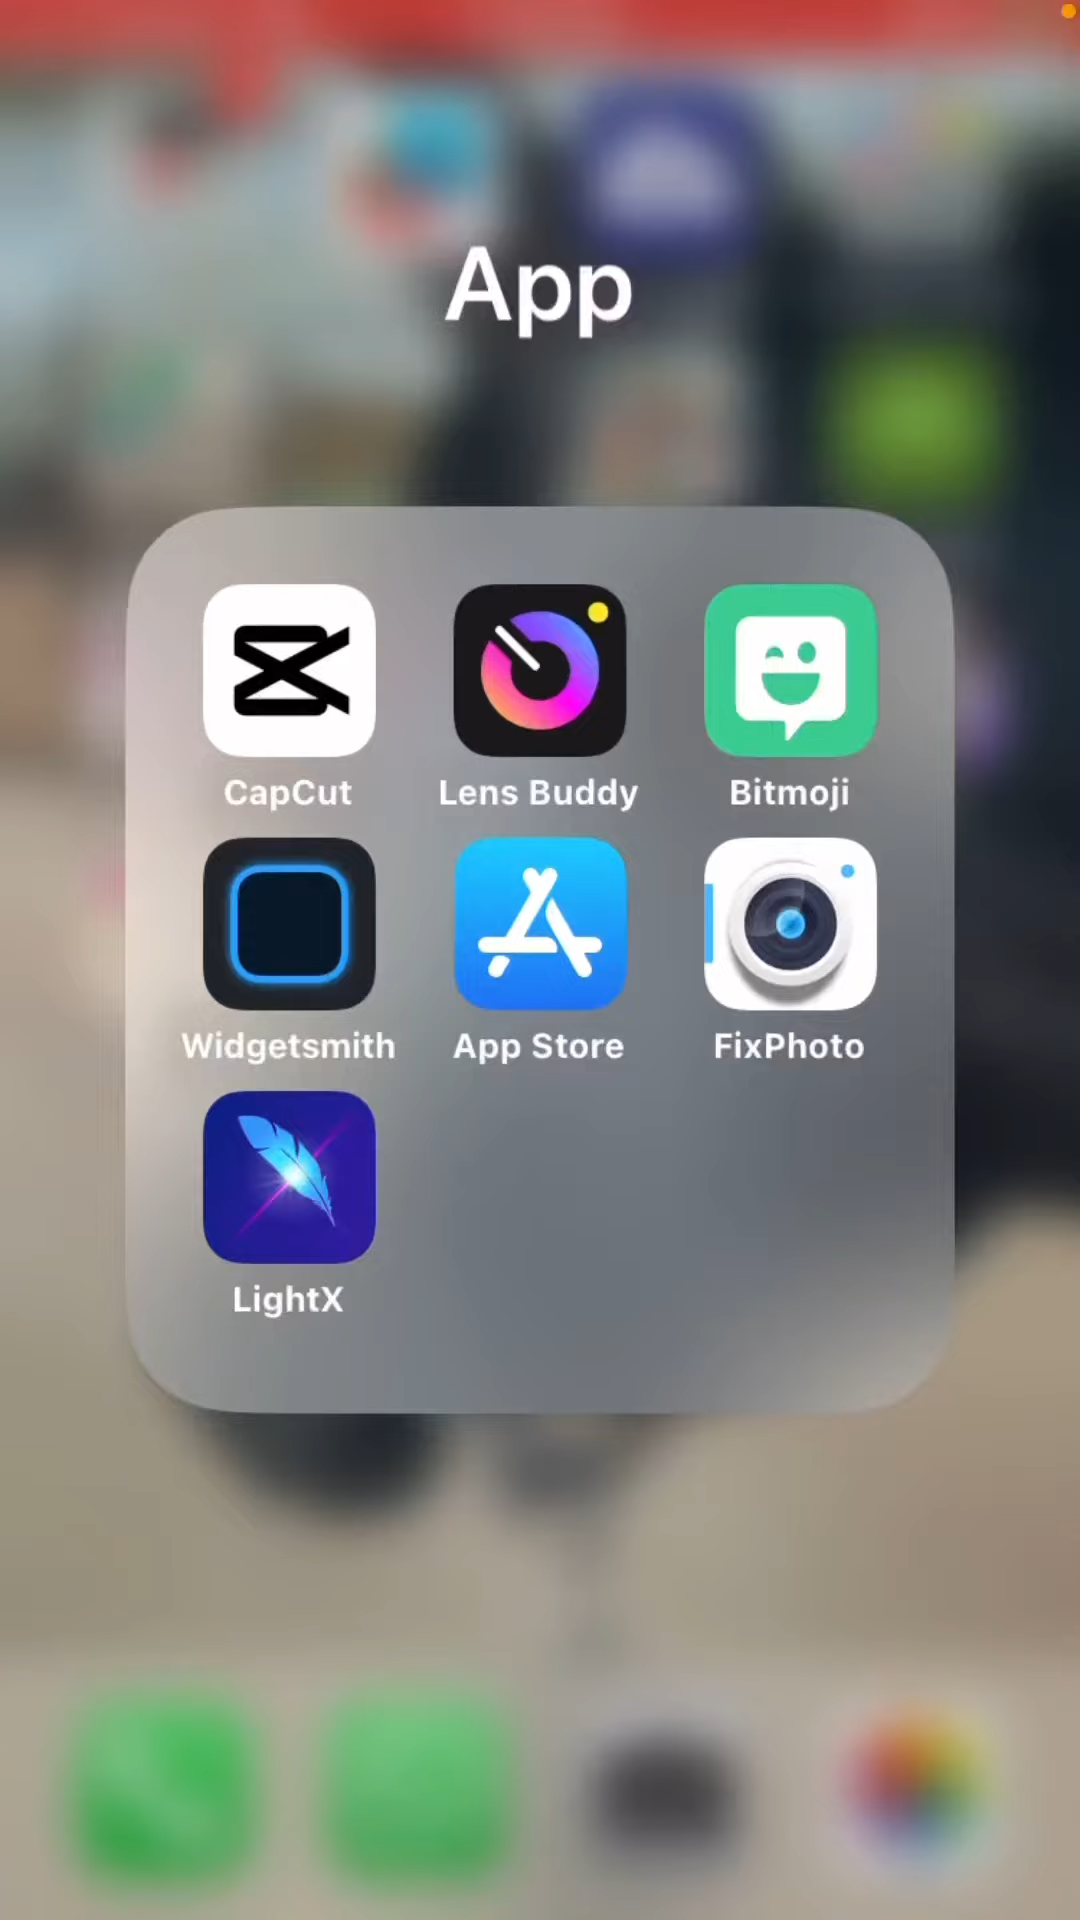 App
CapCut
Lens Buddy
Bitmoji
Widgetsmith
App Store
FixPhoto
LightX